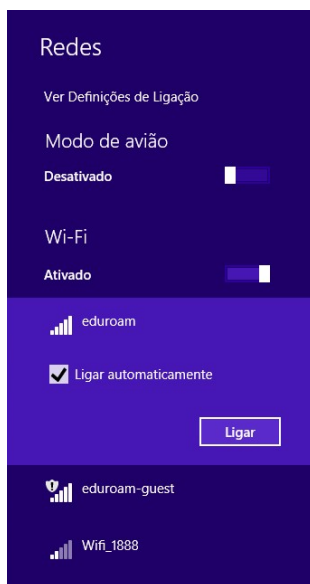 Redes
Ver Definições de Ligação
Modo de avião
Desativado
Wi-Fi
Ativado
eduroam
Ligar automaticamente
Ligar
eduroam-guest
Wifi_1888